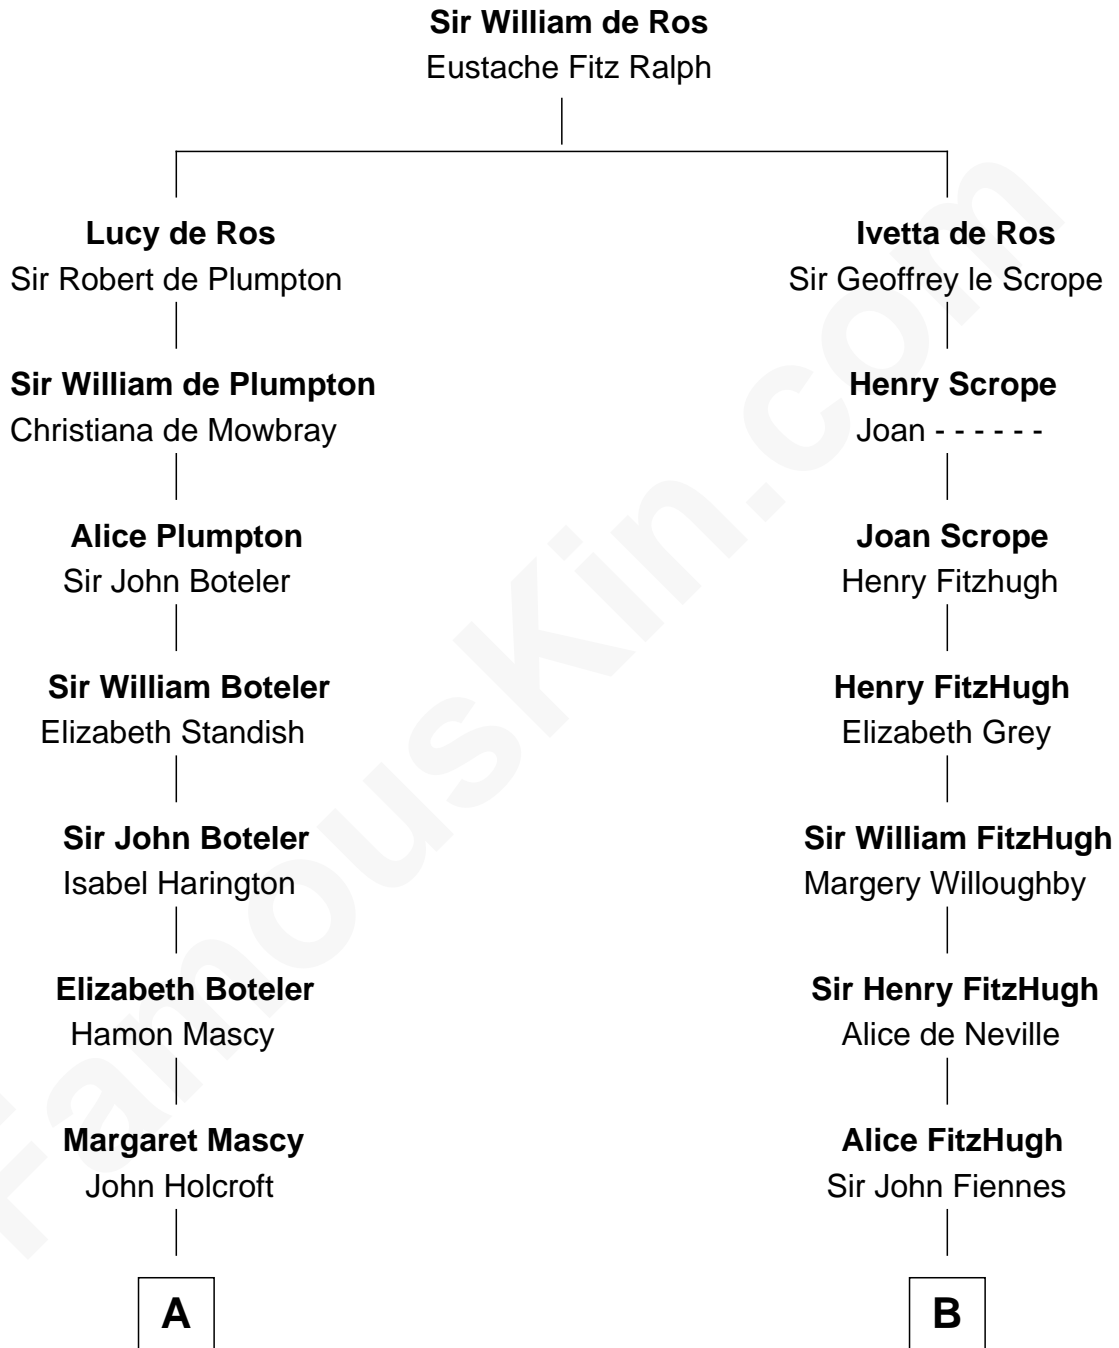 Sir William de Ros
Eustache Fitz Ralph
Lucy de Ros
Sir Robert de Plumpton
Sir William de Plumpton
Christiana de Mowbray
Alice Plumpton
Sir John Boteler
Sir William Boteler
Elizabeth Standish
Sir John Boteler
Isabel Harington
Elizabeth Boteler
Hamon Mascy
Margaret Mascy
John Holcroft
A
Ivetta de Ros
Sir Geoffrey le Scrope
Henry Scrope
Joan - - - - - -
Joan Scrope
Henry Fitzhugh
Henry FitzHugh
Elizabeth Grey
Sir William FitzHugh
Margery Willoughby
Sir Henry FitzHugh
Alice de Neville
Alice FitzHugh
Sir John Fiennes
B
FamousKin.com